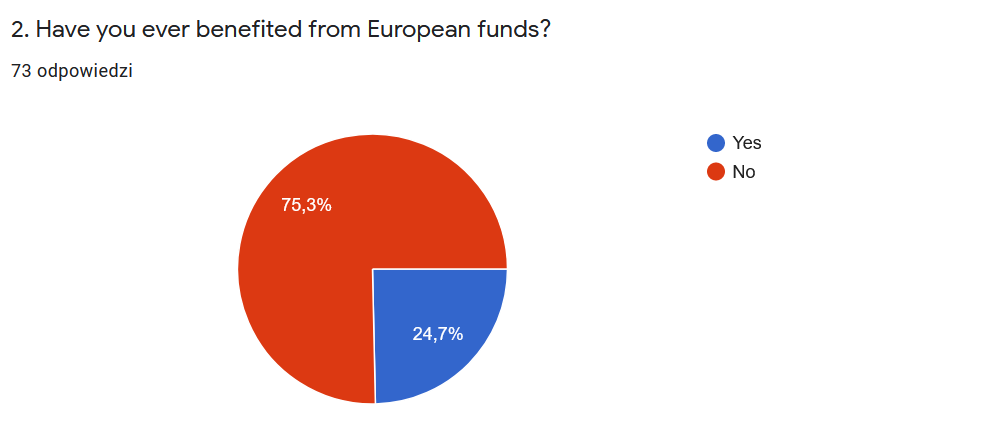 2. Have you ever benefited from European funds?
73 odpowiedzi
Yes
No
75,3%
24,7%